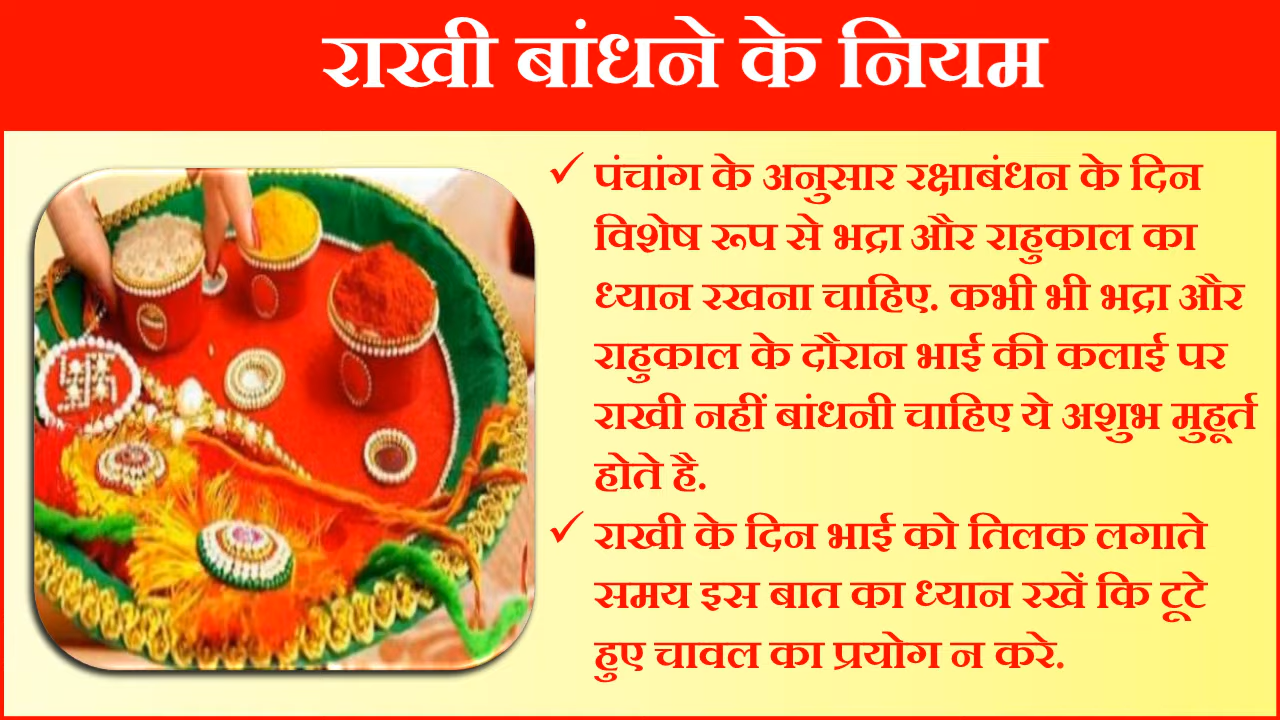 राखी बांधने के नियम
✓ पंचांग के अनुसार रक्षाबंधन के दिन
विशेष रूप से भद्रा और राहुकाल का
ध्यान रखना चाहिए. कभी भी भद्रा और
राहुकाल के दौरान भाई की कलाई पर
राखी नहीं बांधनी चाहिए ये अशुभ मुहूर्त
होते है.
✓ राखी के दिन भाई को तिलक लगाते
समय इस बात का ध्यान रखें कि टूटे
हुए चावल का प्रयोग न करे.